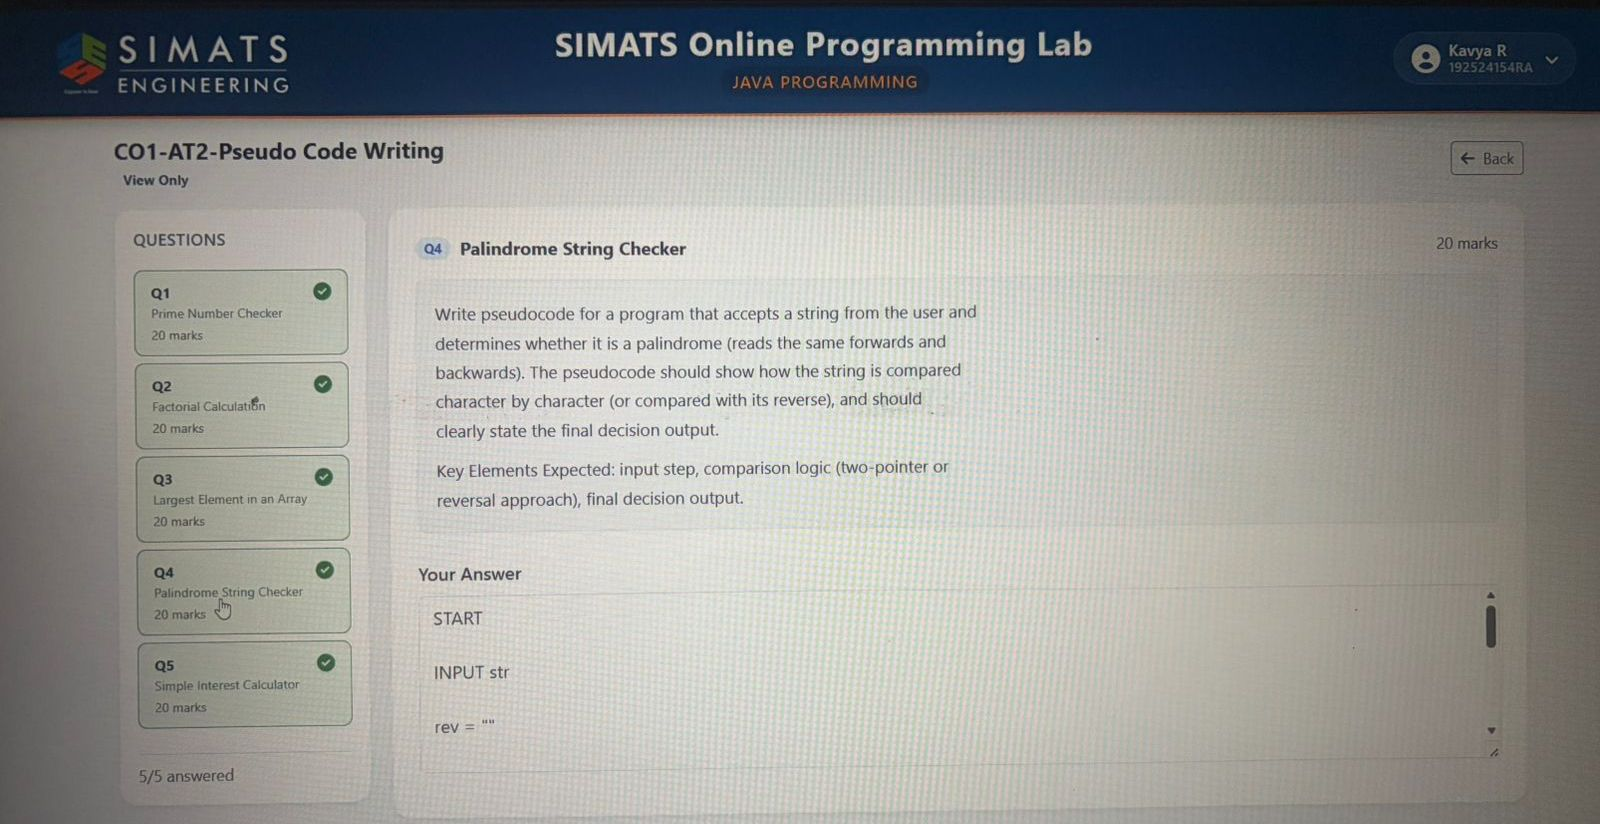 SIMATS
ENGINEERING
SIMATS Online Programming Lab
JAVA PROGRAMMING
Kavya R
192524154RA
CO1-AT2-Pseudo Code Writing
View Only
← Back
QUESTIONS
Q1
Prime Number Checker
20 marks
Q2
Factorial Calculation
20 marks
Q3
Largest Element in an Array
20 marks
Q4
Palindrome String Checker
20 marks
Q5
Simple Interest Calculator
20 marks
5/5 answered
Q4 Palindrome String Checker
20 marks
Write pseudocode for a program that accepts a string from the user and
determines whether it is a palindrome (reads the same forwards and
backwards). The pseudocode should show how the string is compared
character by character (or compared with its reverse), and should
clearly state the final decision output.
Key Elements Expected: input step, comparison logic (two-pointer or
reversal approach), final decision output.
Your Answer
START
INPUT str
rev = ""